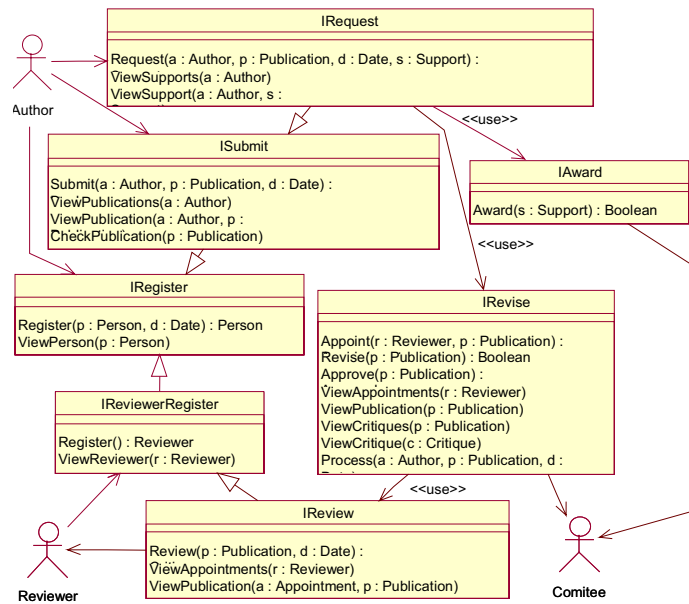 IRequest
Request(a : Author, p : Publication, d : Date, s : Support) :
ViewSupports(a : Author)
ViewSupport(a : Author, s :
Author
<<use>>
ISubmit
Submit(a : Author, p : Publication, d : Date) :
ViewPublications(a : Author)
ViewPublication(a : Author, p :
CheckPublication(p : Publication)
IAward
Award(s : Support) : Boolean
<<use>>
IRegister
Register(p : Person, d : Date) : Person
ViewPerson(p : Person)
IRevise
Appoint(r : Reviewer, p : Publication) :
Revise(p : Publication) : Boolean
Approve(p : Publication) :
ViewAppointments(r : Reviewer)
ViewPublication(p : Publication)
ViewCritiques(p : Publication)
ViewCritique(c : Critique)
Process(a : Author, p : Publication, d :
IReviewerRegister
Register() : Reviewer
ViewReviewer(r : Reviewer)
<<use>>
IReview
Review(p : Publication, d : Date) :
ViewAppointments(r : Reviewer)
ViewPublication(a : Appointment, p : Publication)
Reviewer
Comitee